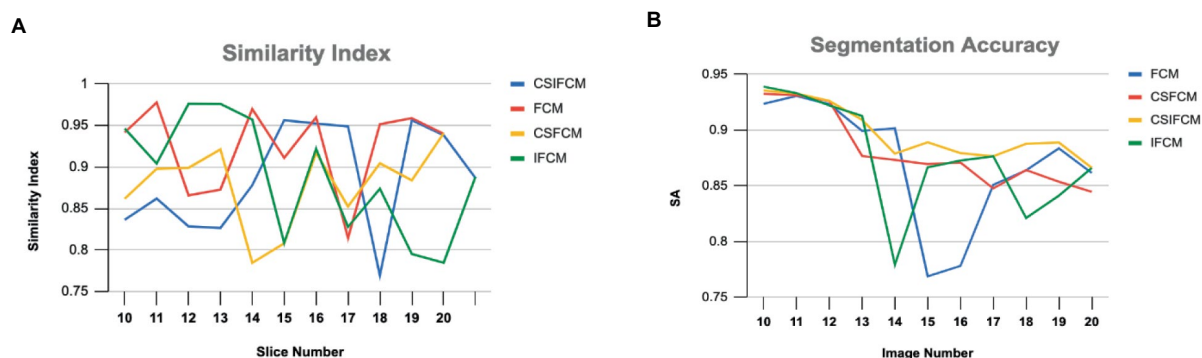 A
Similarity Index
1
0.95
0.9
0.85
0.8
0.75
Similarity Index
10 11 12 13 14 15 16 17 18 19 20
Slice Number
CSIFCM
FCM
CSFCM
IFCM
B
Segmentation Accuracy
0.95
0.9
0.85
0.8
0.75
SA
10 11 12 13 14 15 16 17 18 19 20
Image Number
FCM
CSFCM
CSIFCM
IFCM